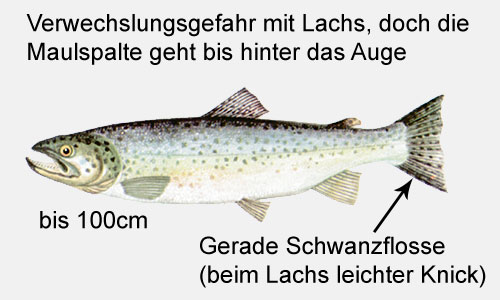 Verwechslungsgefahr mit Lachs, doch die
Maulspalte geht bis hinter das Auge
bis 100cm
Gerade Schwanzflosse
(beim Lachs leichter Knick)